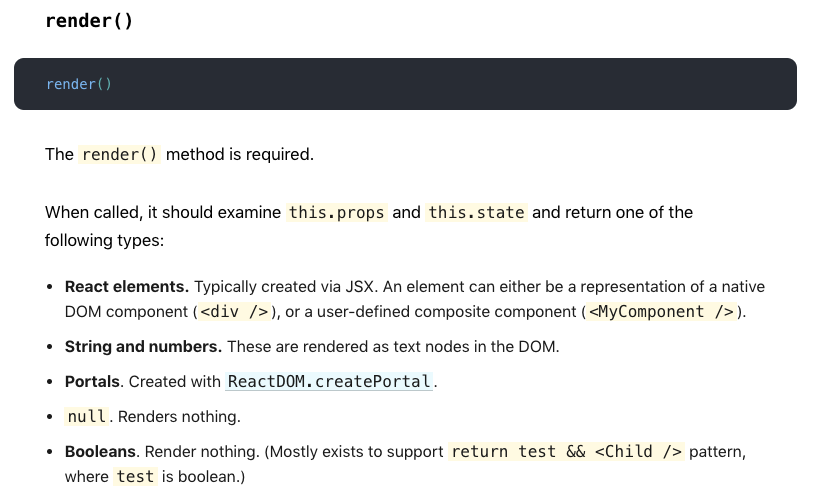 render()
render()
The render() method is required.
When called, it should examine this.props and this.state and return one of the
following types:
• React elements. Typically created via JSX. An element can either be a representation of a native
DOM component (<div />), or a user-defined composite component (<MyComponent />).
• String and numbers. These are rendered as text nodes in the DOM.
• Portals. Created with ReactDOM.createPortal.
• null. Renders nothing.
• Booleans. Render nothing. (Mostly exists to support return test && <Child /> pattern,
where test is boolean.)